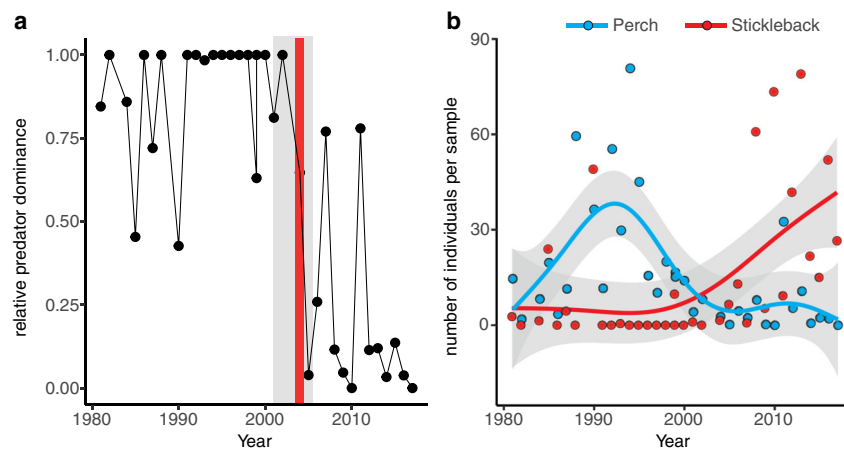 a
relative predator dominance
1.00
0.75
0.50
0.25
0.00
1980
1990
2000
2010
Year
b
Perch
Stickleback
number of individuals per sample
90
60
30
0
1980
1990
2000
2010
Year